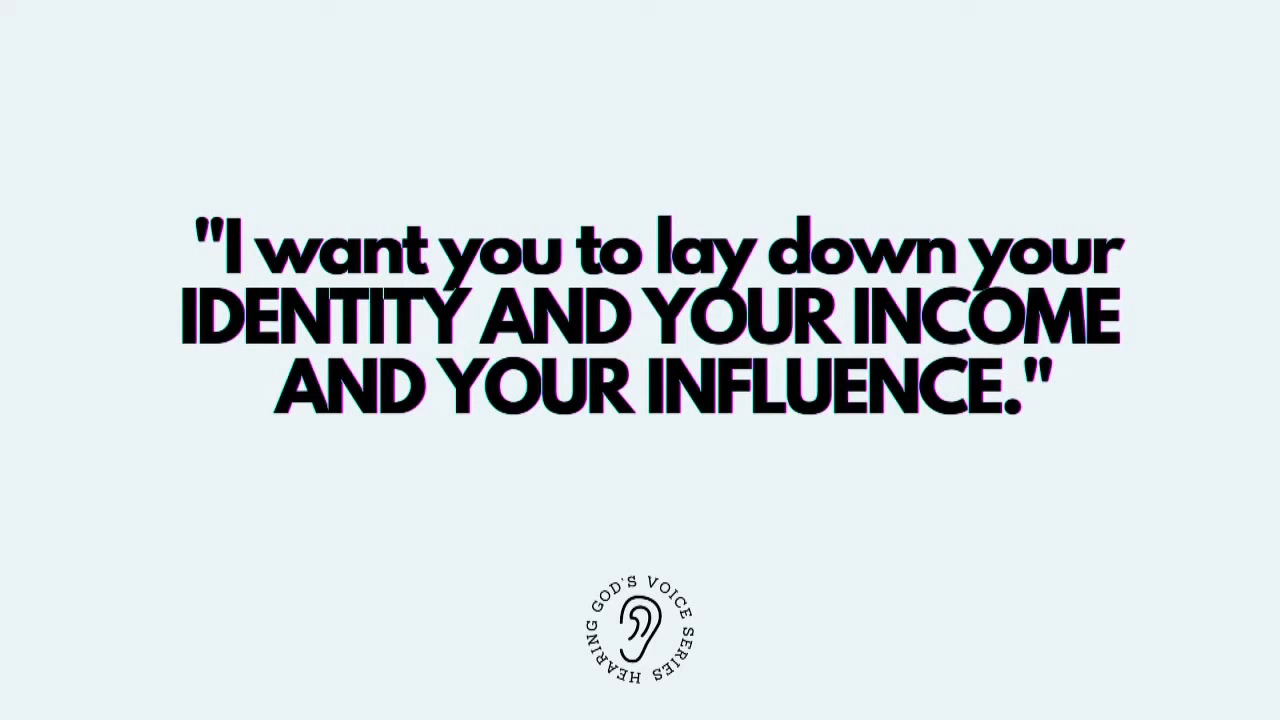 "I want you to lay down your
IDENTITY AND YOUR INCOME
AND YOUR INFLUENCE."
HEARING GOD'S VOICE SERIES